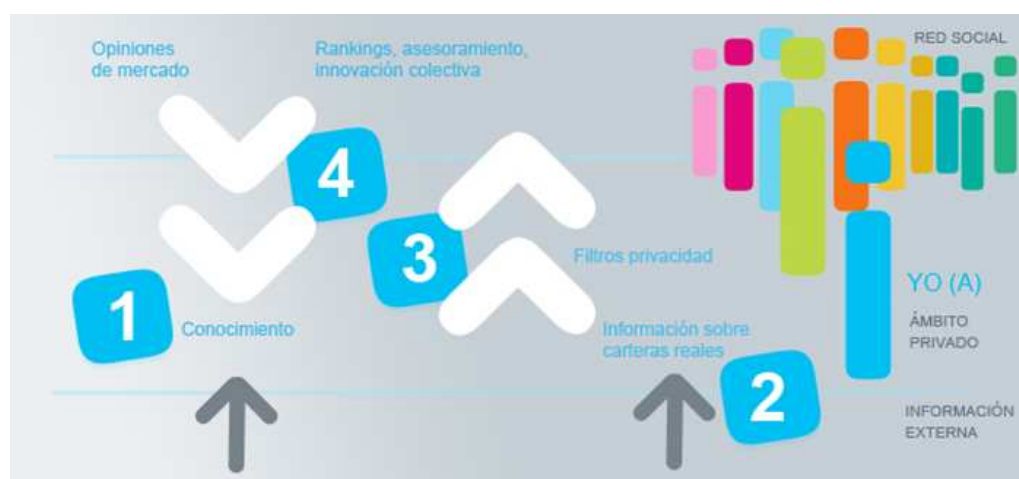 Opiniones
de mercado
Rankings, asesoramiento,
innovación colectiva
RED SOCIAL
4
3
Filtros privacidad
1
Conocimiento
YO (A)
ÁMBITO
PRIVADO
Información sobre
carteras reales
2
INFORMACIÓN
EXTERNA